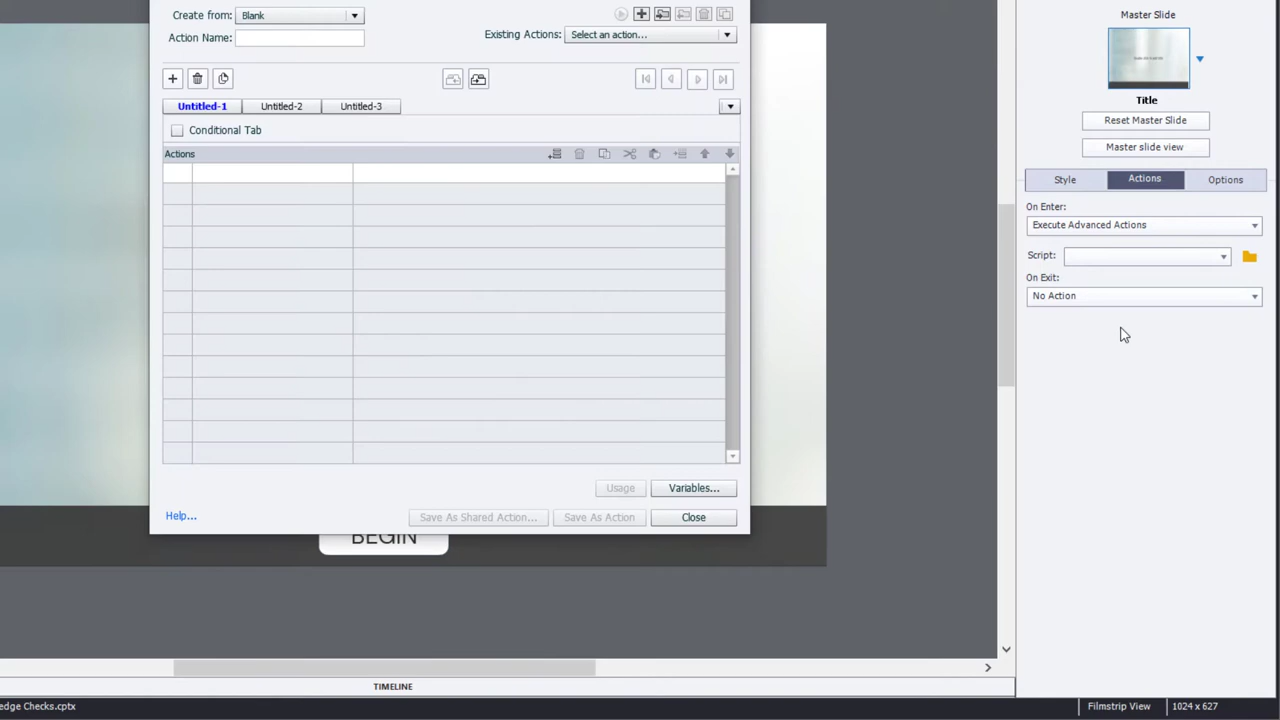 Create from: Blank
Action Name:
Existing Actions: Select an action...
Untitled-1 Untitled-2 Untitled-3
Conditional Tab
Actions
Usage Variables...
Help... Save As Shared Action... Save As Action Close
BEGIN
TIMELINE
Master Slide
Title
Reset Master Slide
Master slide view
Style Actions Options
On Enter:
Execute Advanced Actions
Script:
On Exit:
No Action
edge Checks.cptx Filmstrip View 1024 x 627